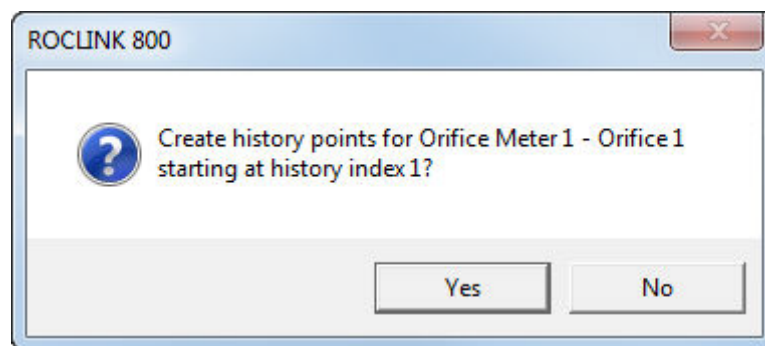 ROCLINK 800
Create history points for Orifice Meter 1 - Orifice 1
starting at history index 1?
Yes
No